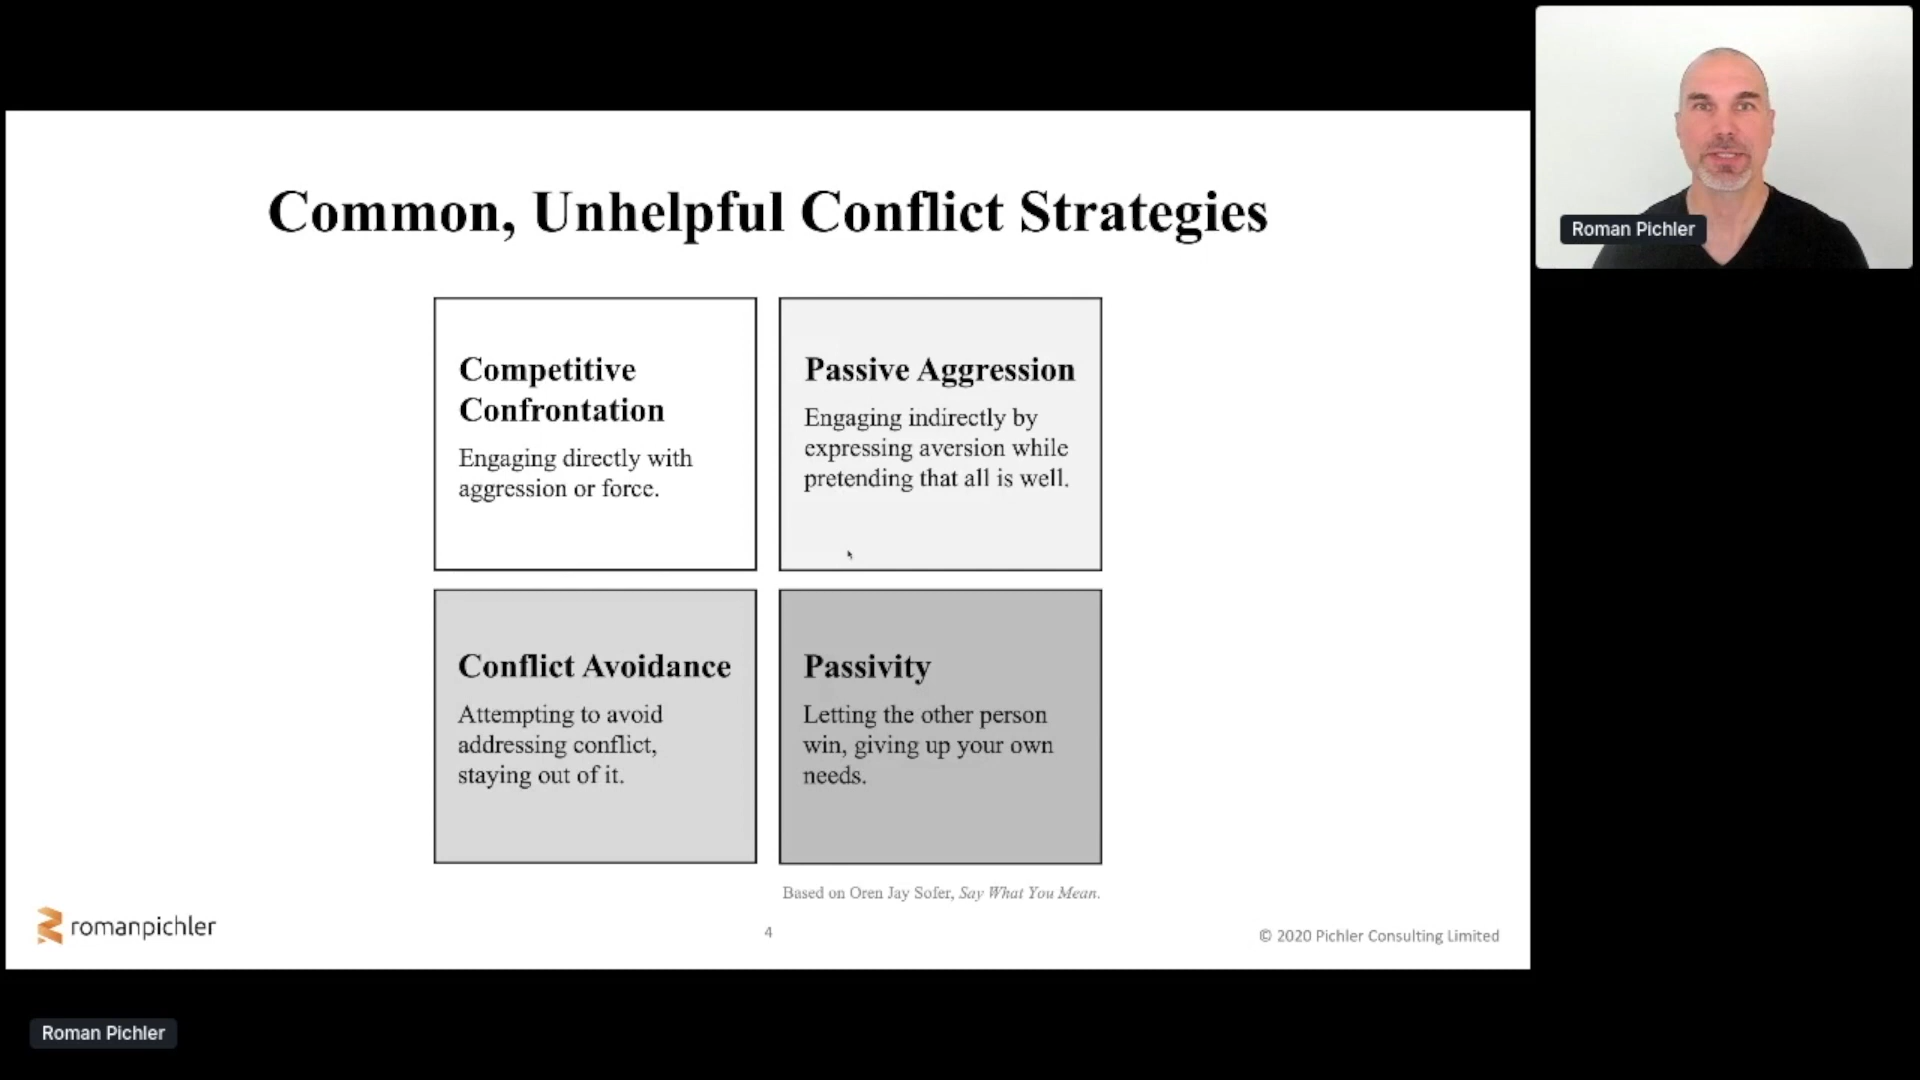 Common, Unhelpful Conflict Strategies
Competitive
Confrontation
Engaging directly with
aggression or force.
Passive Aggression
Engaging indirectly by
expressing aversion while
pretending that all is well.
Conflict Avoidance
Attempting to avoid
addressing conflict,
staying out of it.
Passivity
Letting the other person
win, giving up your own
needs.
Based on Oren Jay Sofer, Say What You Mean.
romanpichler
4
© 2020 Pichler Consulting Limited
Roman Pichler
Roman Pichler